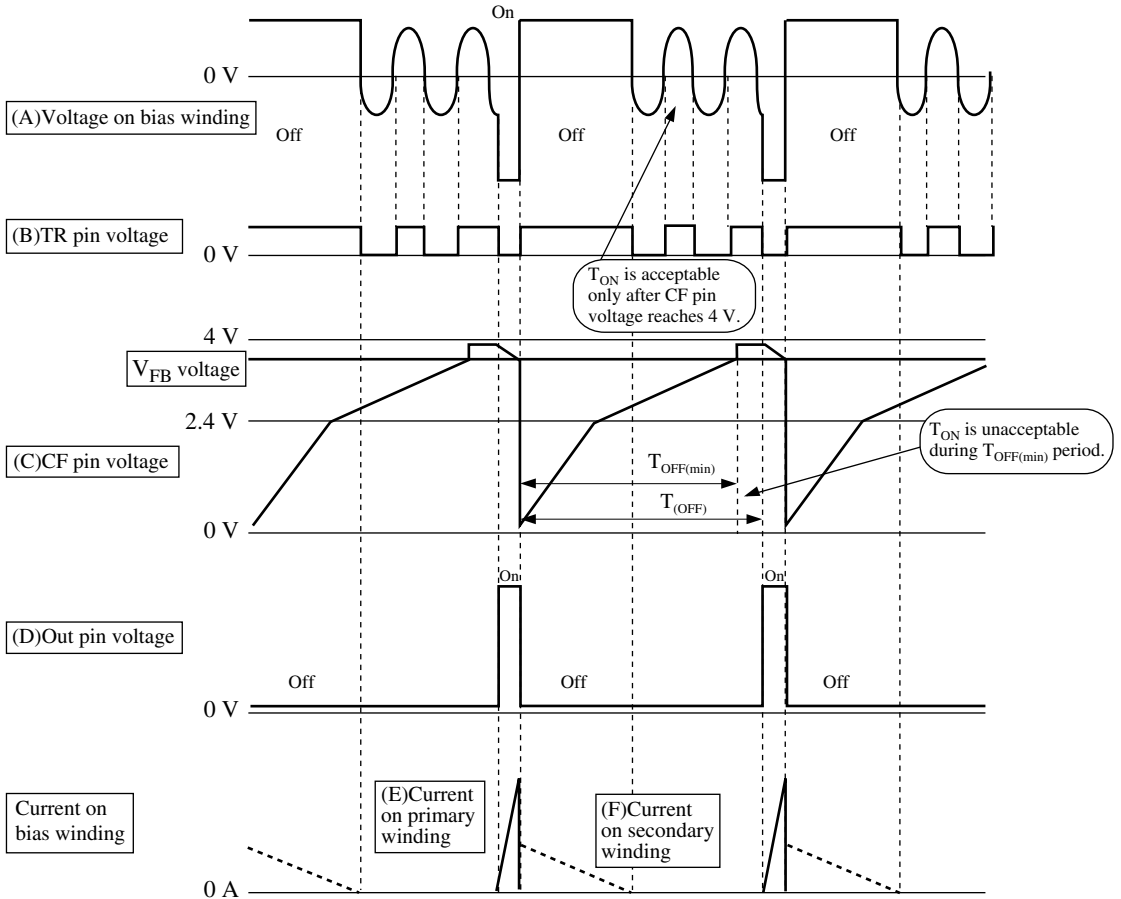 On
0 V
(A)Voltage on bias winding
Off
Off
Off
(B)TR pin voltage
0 V
T_ON is acceptable
only after CF pin
voltage reaches 4 V.
4 V
V_FB voltage
2.4 V
T_ON is unacceptable
during T_OFF(min) period.
(C)CF pin voltage
T_OFF(min)
T_(OFF)
0 V
On
On
(D)Out pin voltage
Off
Off
Off
0 V
Current on
bias winding
(E)Current
on primary
winding
(F)Current
on secondary
winding
0 A